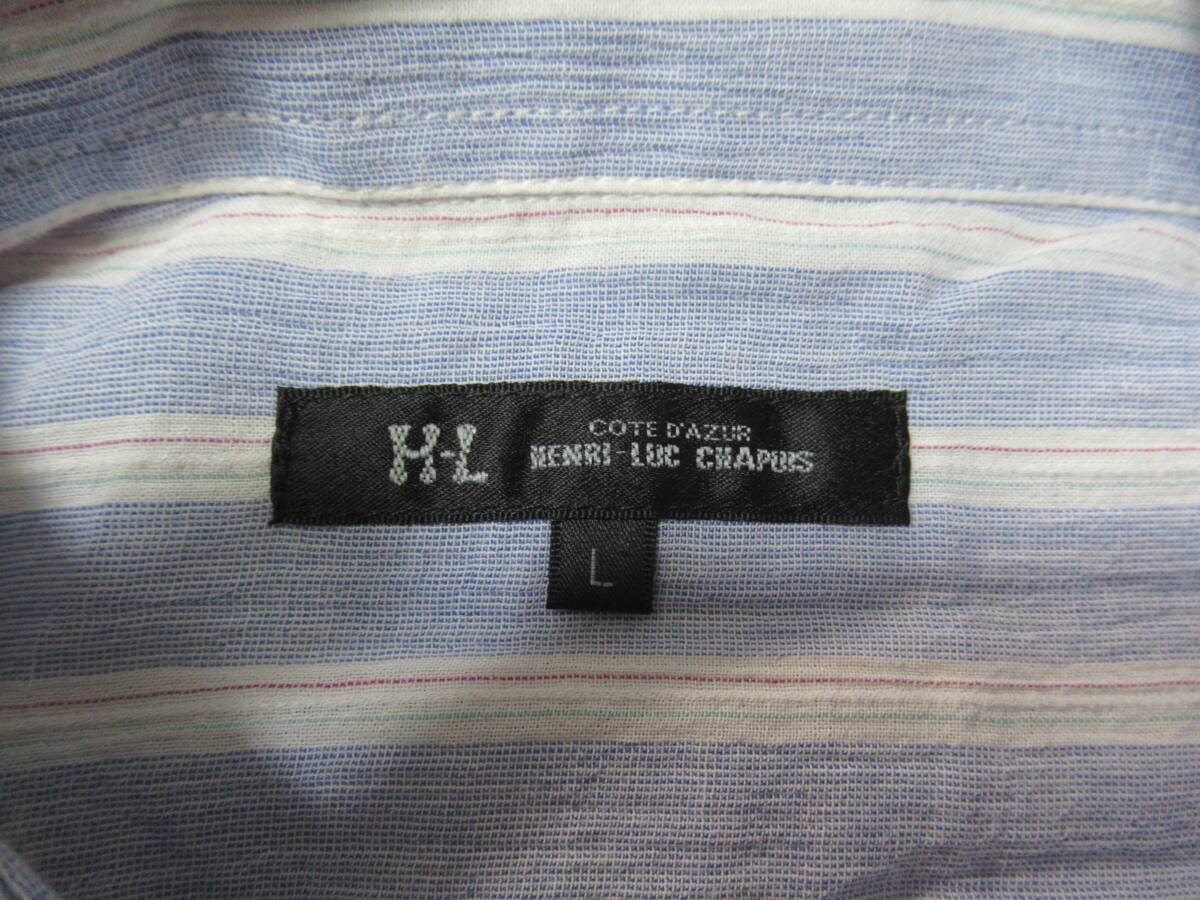 H-L
COTE D'AZUR
HENRI-LUC CHAPUIS
L